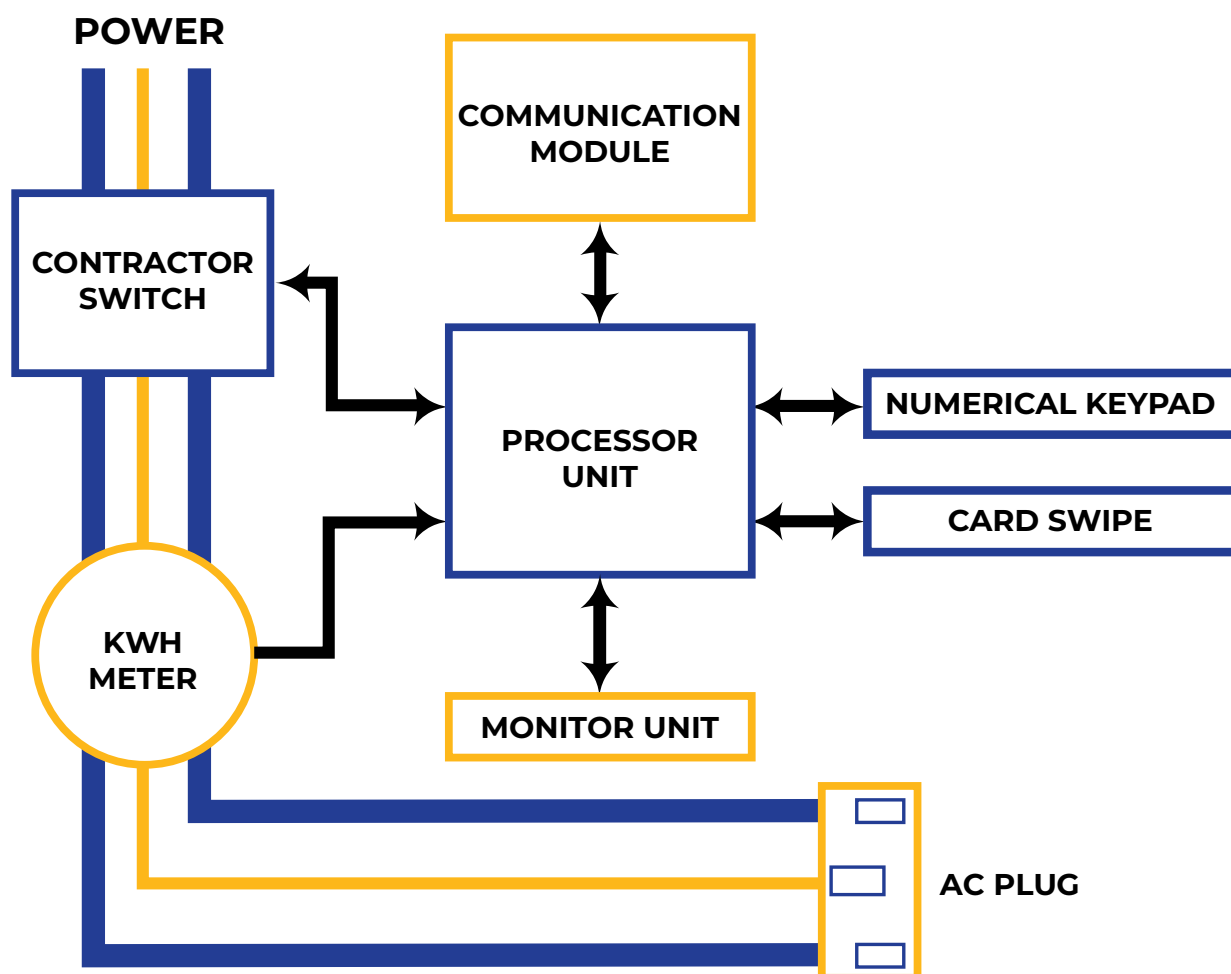 POWER
COMMUNICATION
MODULE
CONTRACTOR
SWITCH
PROCESSOR
UNIT
NUMERICAL KEYPAD
CARD SWIPE
KWH
METER
MONITOR UNIT
AC PLUG